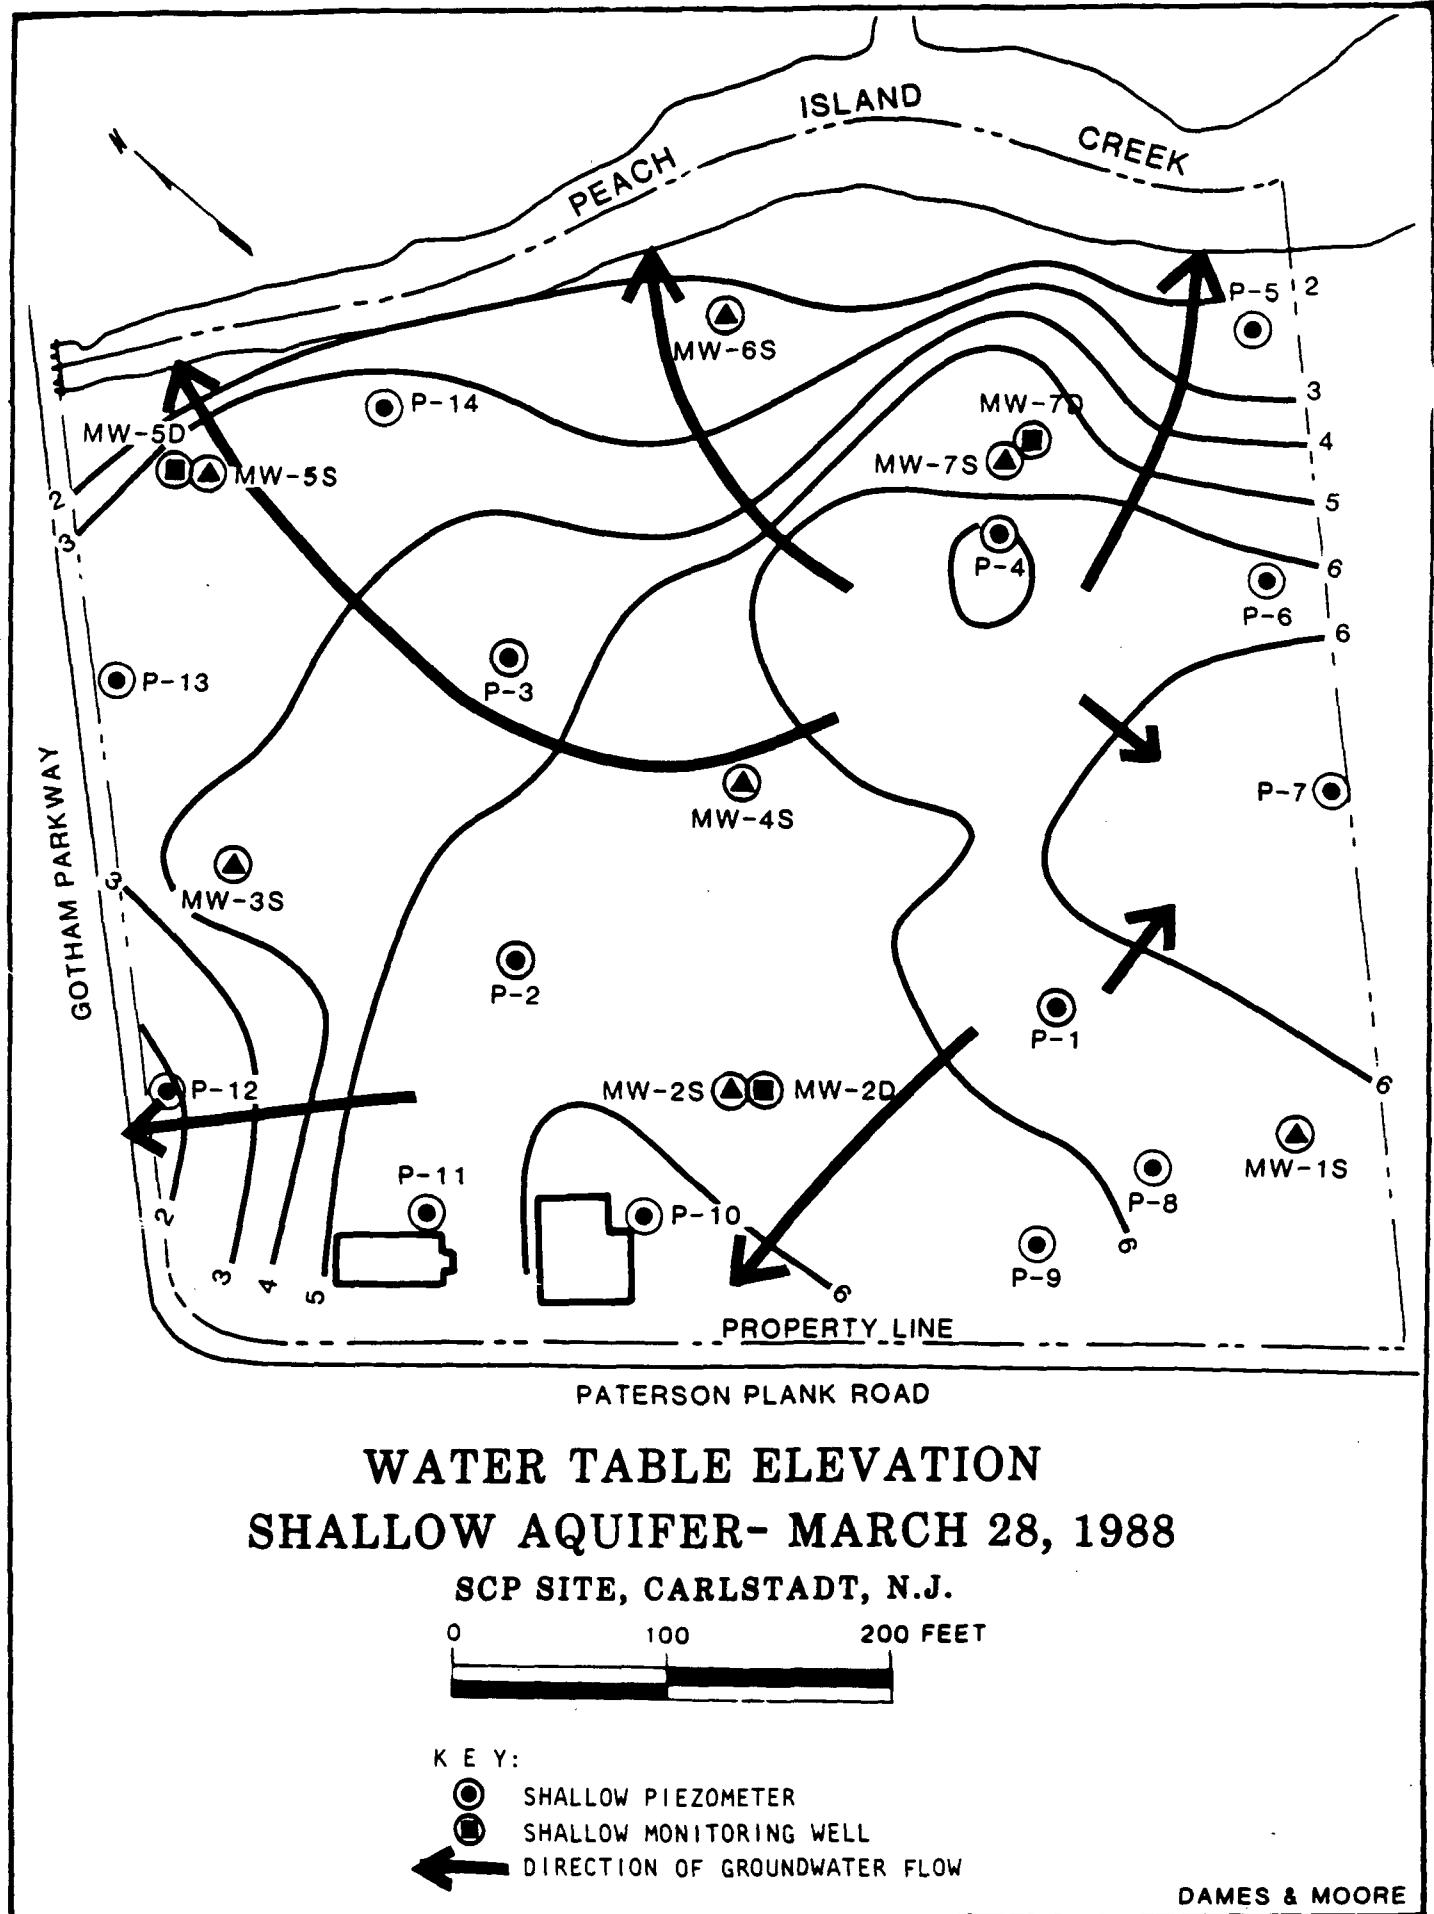 ISLAND
CREEK
PEACH
N
P-5
2
MW-6S
3
P-14
MW-7D
MW-5D
4
MW-7S
MW-5S
2
5
3
P-4
6
P-6
6
P-3
P-13
GOTHAM PARKWAY
P-7
MW-4S
3
MW-3S
P-2
P-1
6
P-12
MW-2S
MW-2D
MW-1S
P-11
P-8
2
P-10
6
P-9
3
4
5
6
PROPERTY LINE
PATERSON PLANK ROAD
WATER TABLE ELEVATION
SHALLOW AQUIFER- MARCH 28, 1988
SCP SITE, CARLSTADT, N.J.
0 100 200 FEET
KEY:
SHALLOW PIEZOMETER
SHALLOW MONITORING WELL
DIRECTION OF GROUNDWATER FLOW
DAMES & MOORE